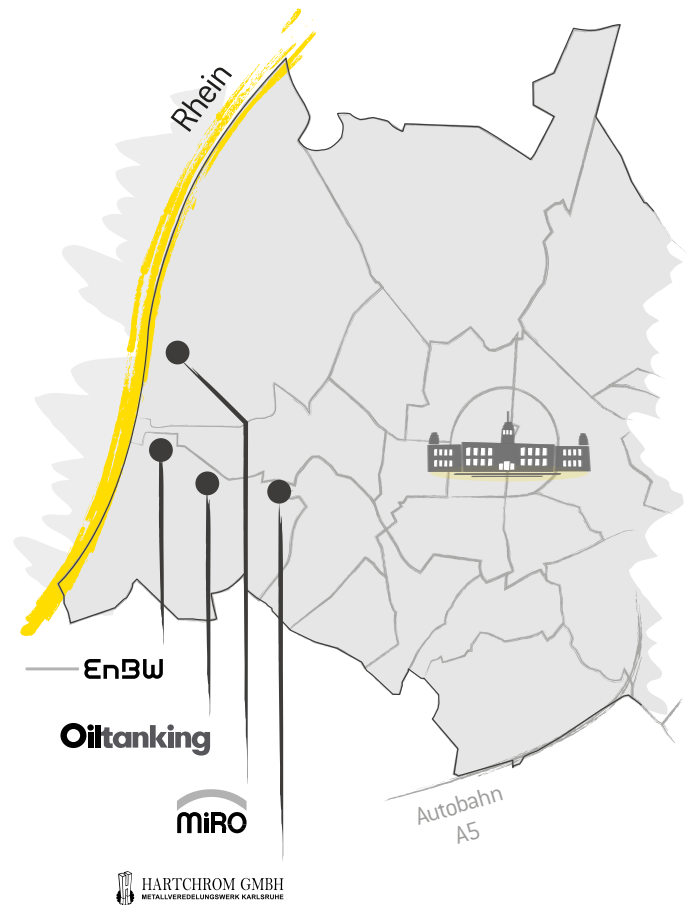 Rhein
EnBW
Oiltanking
MiRO
HARTCHROM GMBH
METALLVEREDELUNGSWERK KARLSRUHE
Autobahn
A5